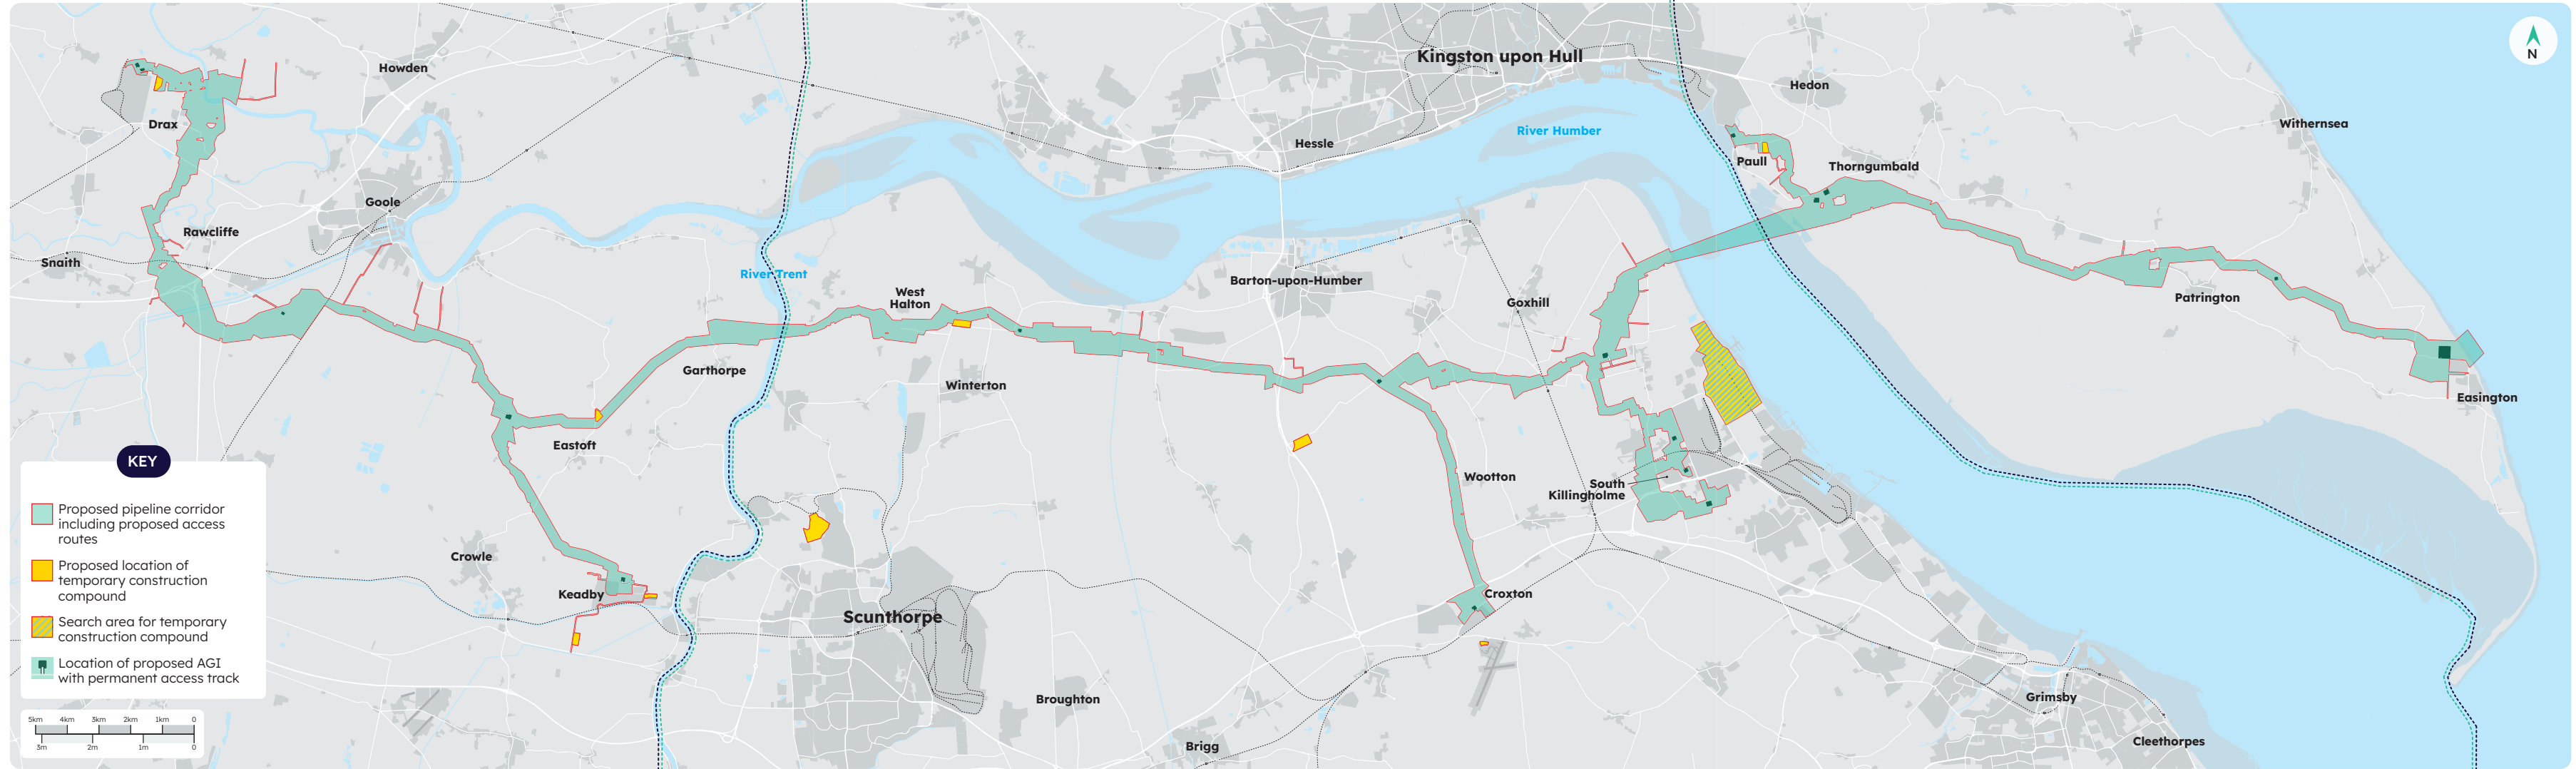 Kingston upon Hull
N
Howden
Hedon
Drax
Withernsea
River Humber
Hessle
Paull
Thorngumbald
Goole
Rawcliffe
Snaith
River Trent
Barton-upon-Humber
West
Halton
Goxhill
Patrington
Garthorpe
Winterton
Easington
Eastoft
KEY
Wootton
South
Killingholme
Proposed pipeline corridor
including proposed access
routes
Proposed location of
temporary construction
compound
Search area for temporary
construction compound
Location of proposed AGI
with permanent access track
Crowle
Keadby
Croxton
Scunthorpe
Broughton
Grimsby
Brigg
Cleethorpes
5km 4km 3km 2km 1km 0
3m 2m 1m 0